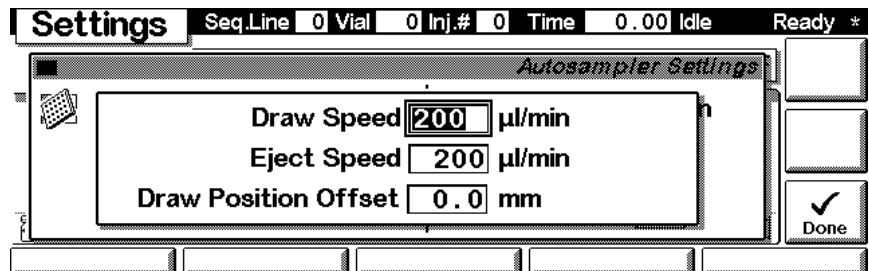 Settings Seq.Line 0 Vial 0 Inj.# 0 Time 0.00 Idle Ready *
Autosampler Settings
Draw Speed 200 µl/min
Eject Speed 200 µl/min
Draw Position Offset 0.0 mm
Done